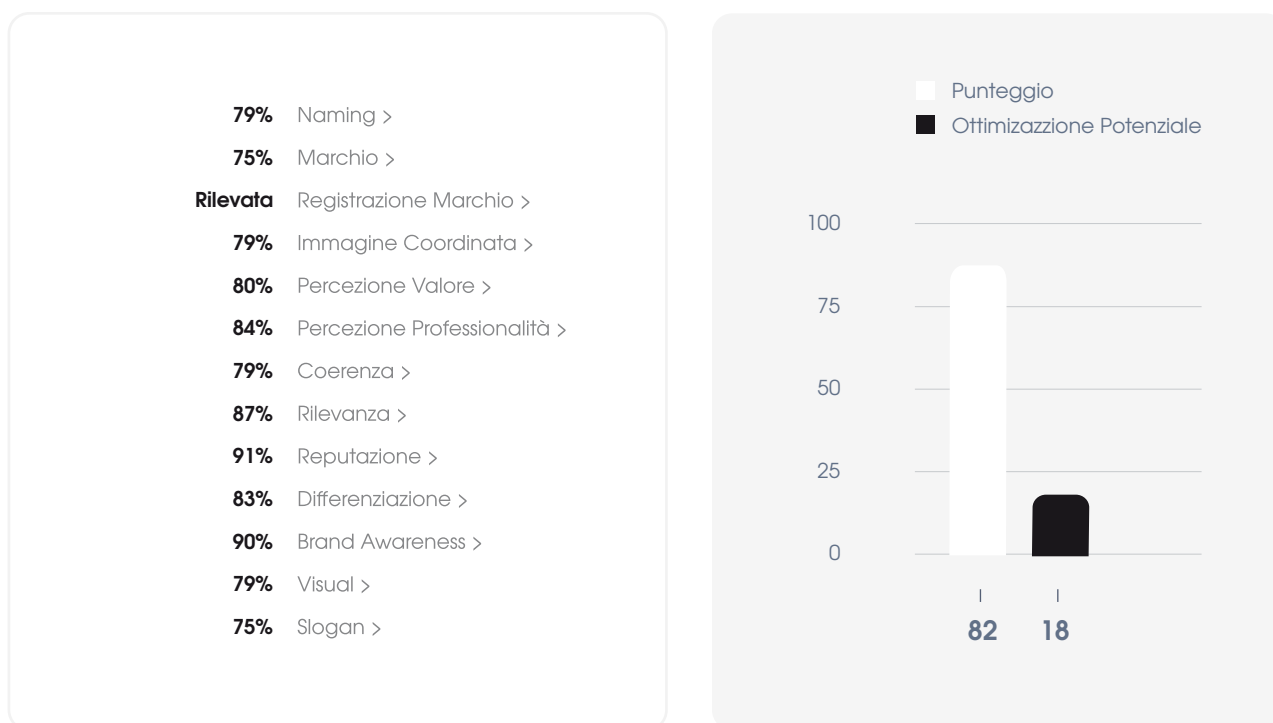 79% Naming >
75% Marchio >
Rilevata Registrazione Marchio >
79% Immagine Coordinata >
80% Percezione Valore >
84% Percezione Professionalità >
79% Coerenza >
87% Rilevanza >
91% Reputazione >
83% Differenziazione >
90% Brand Awareness >
79% Visual >
75% Slogan >
Punteggio
Ottimizazzione Potenziale
100
75
50
25
0
82 18